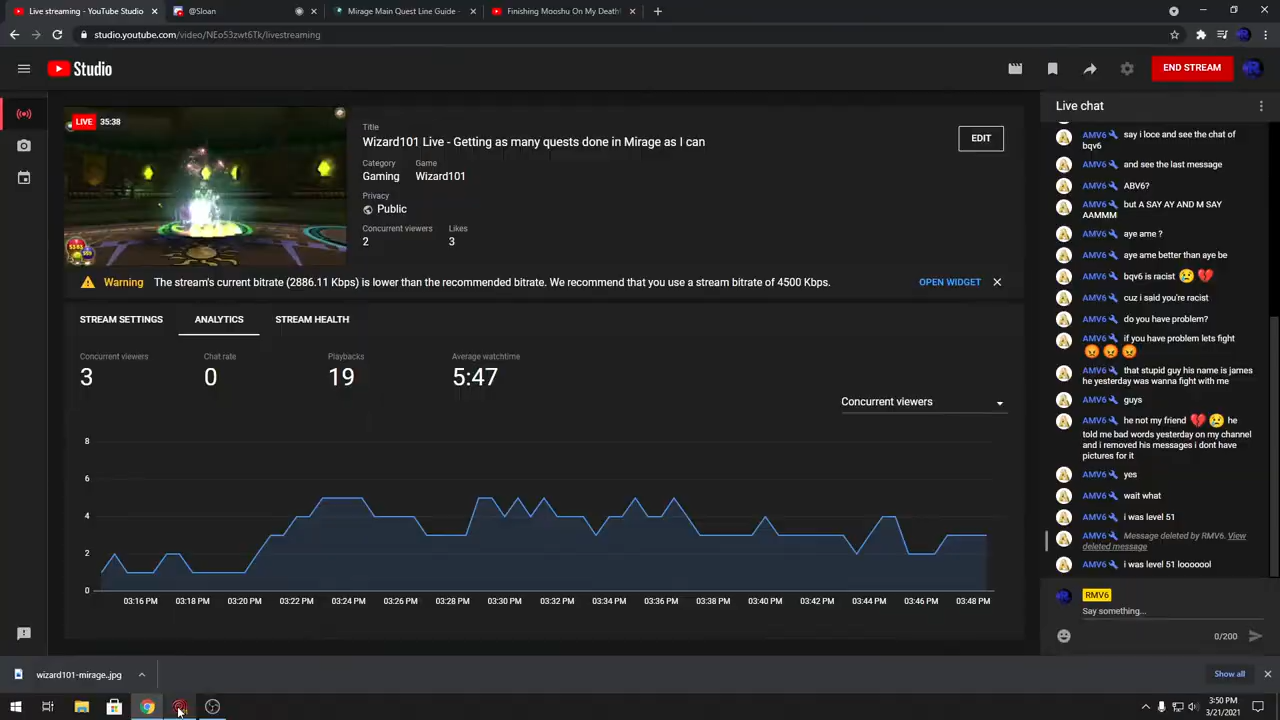 Live streaming - YouTube Studio
@Sloan
Mirage Main Quest Line Guide -
Finishing Mooshu On My Death!
studio.youtube.com/video/NEo53zwt6Tk/livestreaming
Studio
END STREAM
LIVE 35:38
Title
Wizard101 Live - Getting as many quests done in Mirage as I can
EDIT
Category Game
Gaming Wizard101
Privacy
Public
Concurrent viewers Likes
2 3
Warning The stream's current bitrate (2886.11 Kbps) is lower than the recommended bitrate. We recommend that you use a stream bitrate of 4500 Kbps.
OPEN WIDGET
STREAM SETTINGS ANALYTICS STREAM HEALTH
Concurrent viewers Chat rate Playbacks Average watchtime
3 0 19 5:47
Concurrent viewers
8
6
4
2
0
03:16 PM 03:18 PM 03:20 PM 03:22 PM 03:24 PM 03:26 PM 03:28 PM 03:30 PM 03:32 PM 03:34 PM 03:36 PM 03:38 PM 03:40 PM 03:42 PM 03:44 PM 03:46 PM 03:48 PM
Live chat
AMV6 say i loce and see the chat of
bqv6
AMV6 and see the last message
AMV6 ABV6?
AMV6 but A SAY AY AND M SAY
AAMMM
AMV6 aye ame ?
AMV6 aye ame better than aye be
AMV6 bqv6 is racist 😢 💔
AMV6 cuz i said you're racist
AMV6 do you have problem?
AMV6 if you have problem lets fight
😡 😡 😡
AMV6 that stupid guy his name is james
he yesterday was wanna fight with me
AMV6 guys
AMV6 he not my friend 💔 😢 he
told me bad words yesterday on my channel
and i removed his messages i dont have
pictures for it
AMV6 yes
AMV6 wait what
AMV6 i was level 51
AMV6 Message deleted by RMV6. View
deleted message
AMV6 i was level 51 looooool
RMV6
Say something...
0/200
wizard101-mirage..jpg
Show all
3:50 PM
3/21/2021